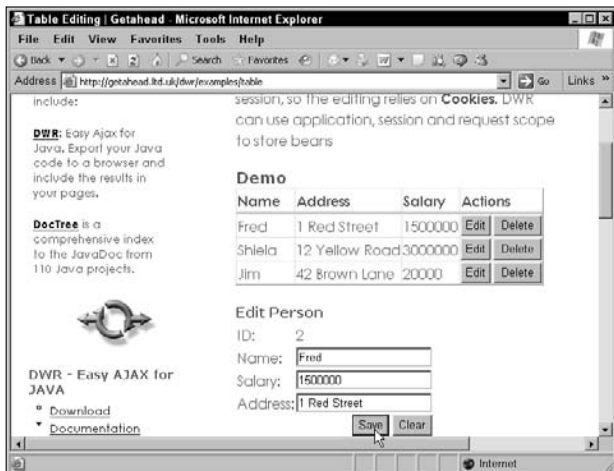 Table Editing | Getahead - Microsoft Internet Explorer
File Edit View Favorites Tools Help
Back Search Favorites
Address http://getahead.ltd.uk/dwr/examples/table Go Links »
include:
DWR: Easy Ajax for
Java. Export your Java
code to a browser and
include the results in
your pages.
DocTree is a
comprehensive index
to the JavaDoc from
110 Java projects.
DWR - Easy AJAX for
JAVA
Download
Documentation
session, so the editing relies on Cookies. DWR
can use application, session and request scope
to store beans
Demo
Name Address Salary Actions
Fred 1 Red Street 1500000 Edit Delete
Shiela 12 Yellow Road 3000000 Edit Delete
Jim 42 Brown Lane 20000 Edit Delete
Edit Person
ID: 2
Name: Fred
Salary: 1500000
Address: 1 Red Street
Save Clear
Internet